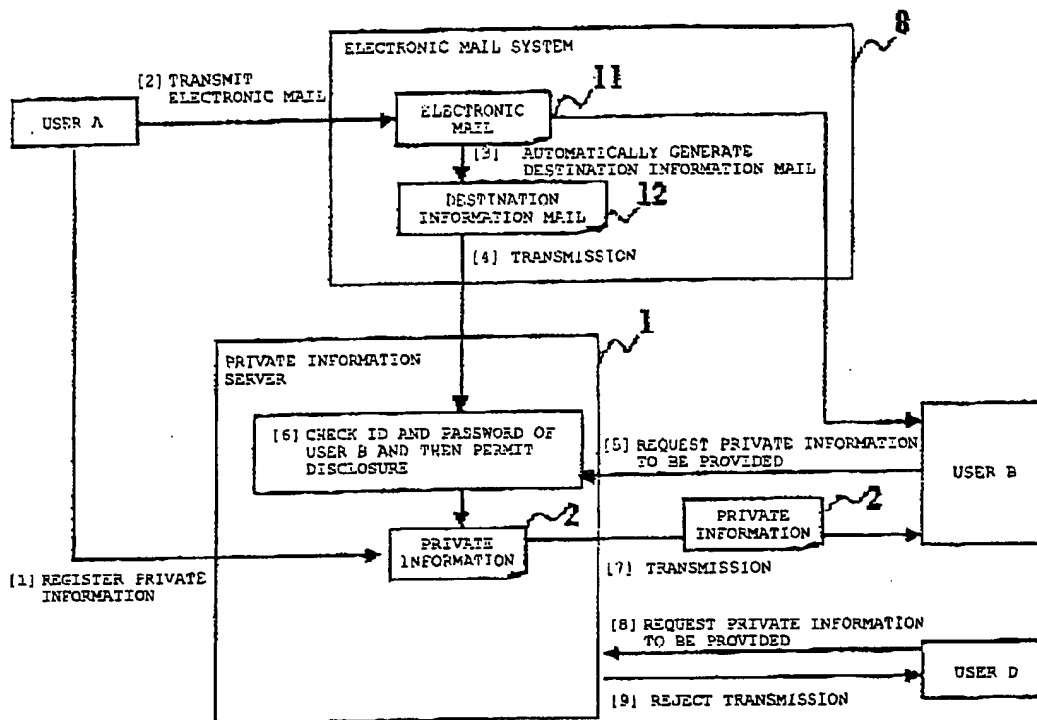 8
ELECTRONIC MAIL SYSTEM
[2] TRANSMIT
ELECTRONIC MAIL
11
USER A
ELECTRONIC
MAIL
[3] AUTOMATICALLY GENERATE
DESTINATION INFORMATION MAIL
12
DESTINATION
INFORMATION MAIL
[4] TRANSMISSION
1
PRIVATE INFORMATION
SERVER
[6] CHECK ID AND PASSWORD OF
USER B AND THEN PERMIT
DISCLOSURE
[5] REQUEST PRIVATE INFORMATION
TO BE PROVIDED
USER B
2
2
PRIVATE
INFORMATION
PRIVATE
INFORMATION
[7] TRANSMISSION
[1] REGISTER PRIVATE
INFORMATION
[8] REQUEST PRIVATE INFORMATION
TO BE PROVIDED
USER D
[9] REJECT TRANSMISSION